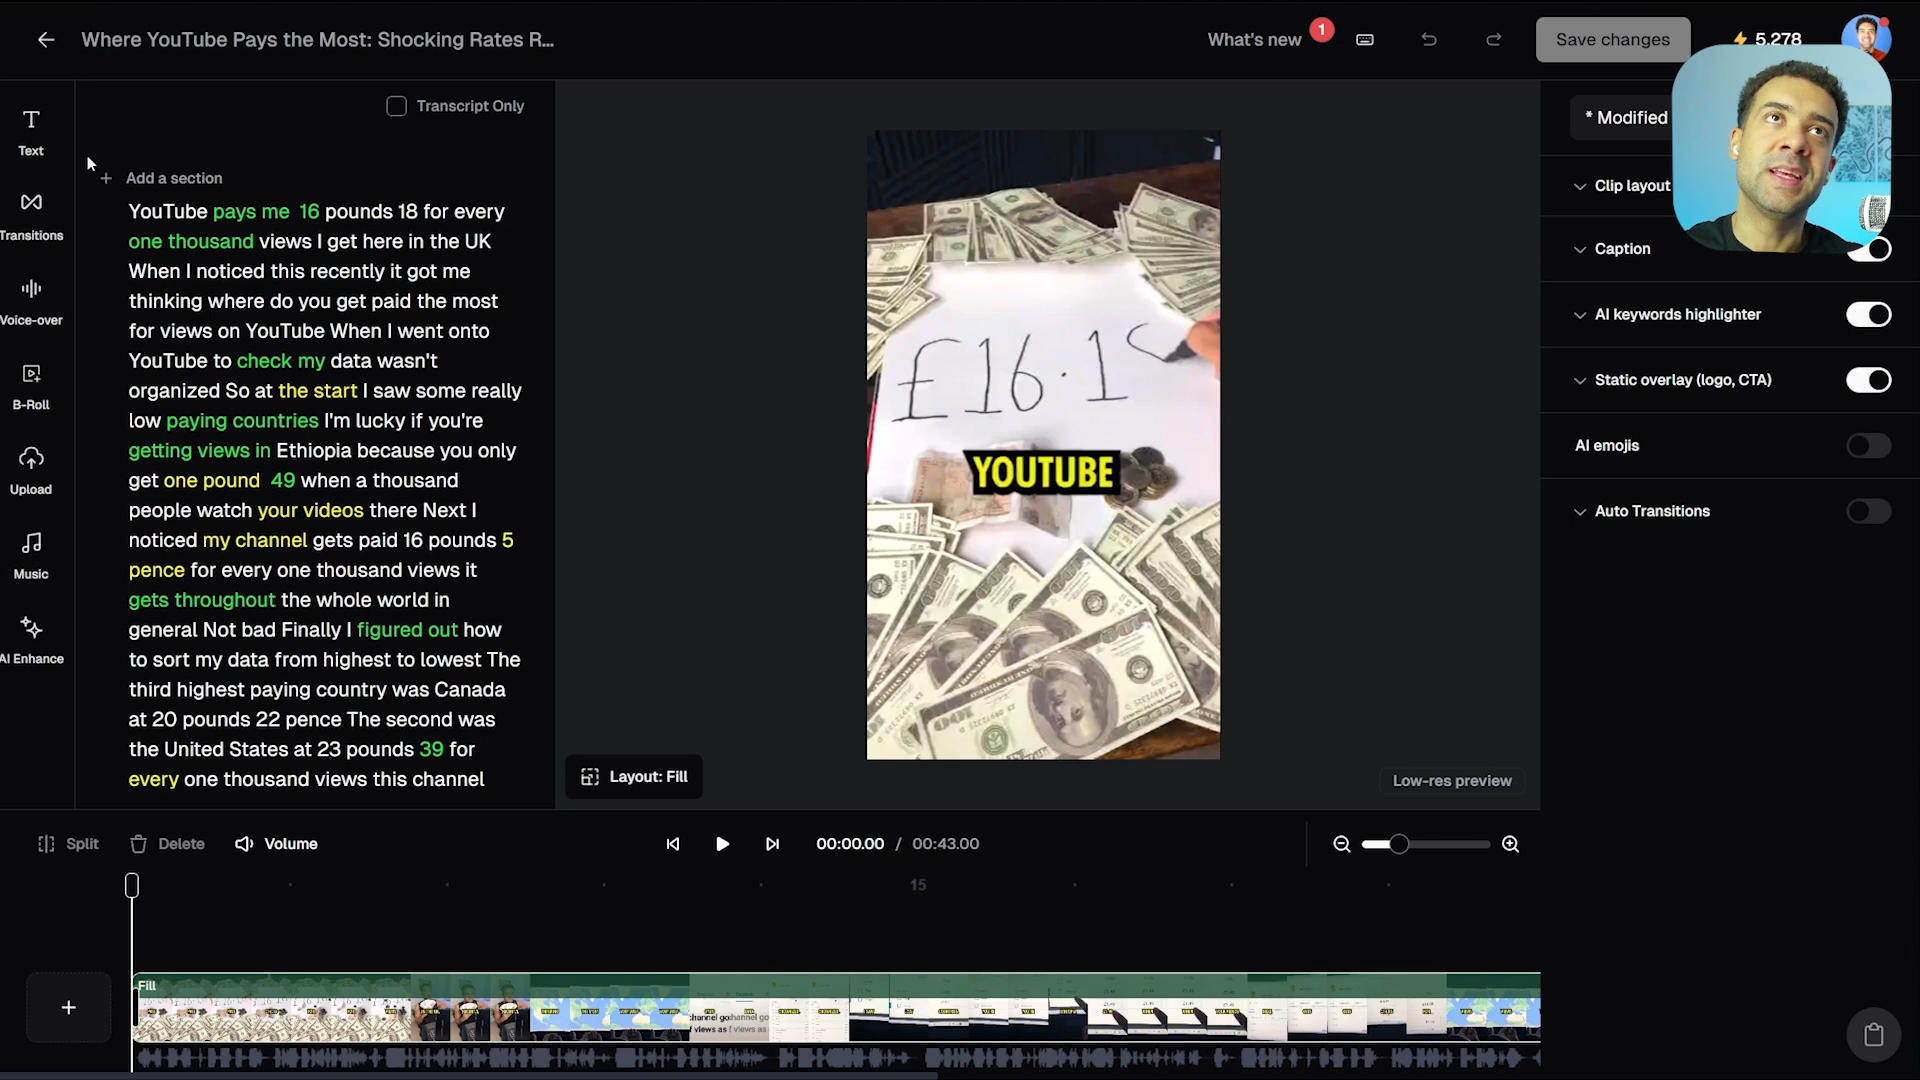 Where YouTube Pays the Most: Shocking Rates R...
What's new
1
Save changes
5,278
Text
Transitions
Voice-over
B-Roll
Upload
Music
AI Enhance
Transcript Only
Add a section
YouTube pays me 16 pounds 18 for every
one thousand views I get here in the UK
When I noticed this recently it got me
thinking where do you get paid the most
for views on YouTube When I went onto
YouTube to check my data wasn't
organized So at the start I saw some really
low paying countries I'm lucky if you're
getting views in Ethiopia because you only
get one pound 49 when a thousand
people watch your videos there Next I
noticed my channel gets paid 16 pounds 5
pence for every one thousand views it
gets throughout the whole world in
general Not bad Finally I figured out how
to sort my data from highest to lowest The
third highest paying country was Canada
at 20 pounds 22 pence The second was
the United States at 23 pounds 39 for
every one thousand views this channel
£16.1
YOUTUBE
Layout: Fill
Low-res preview
* Modified
Clip layout
Caption
AI keywords highlighter
Static overlay (logo, CTA)
AI emojis
Auto Transitions
Split
Delete
Volume
00:00.00 / 00:43.00
15
Fill